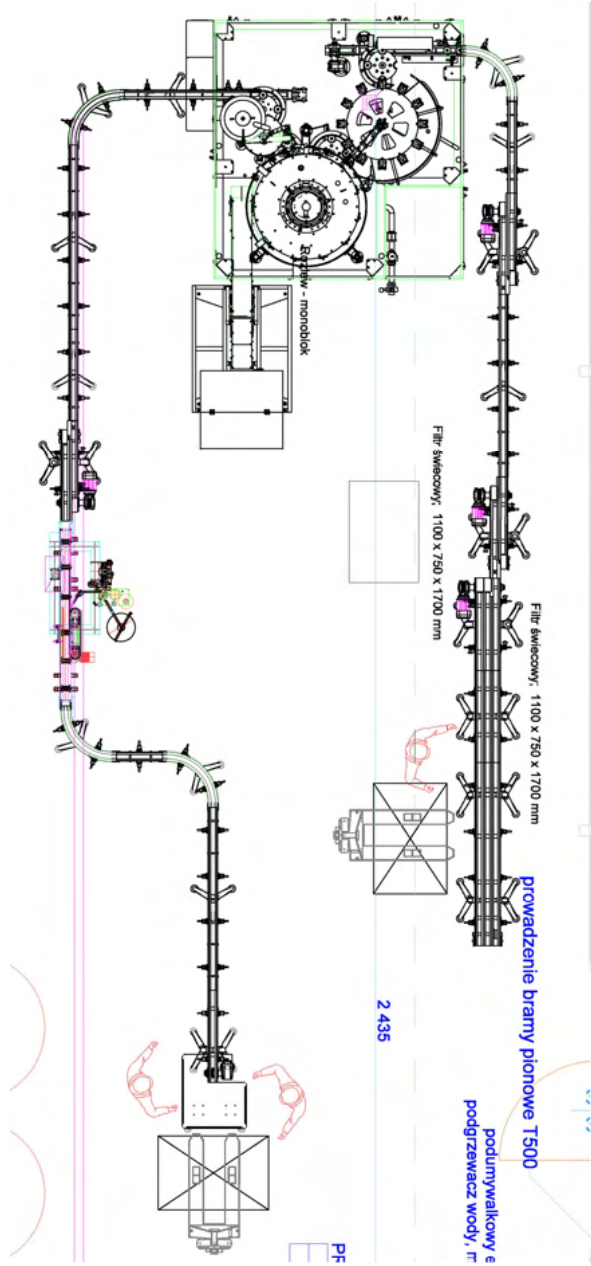 Rozlew - monoblok
Filtr świecowy; 1100 x 750 x 1700 mm
Filtr świecowy; 1100 x 750 x 1700 mm
prowadzenie bramy pionowe T500
2 435
podumywalkowy e
podgrzewacz wody, m
PF